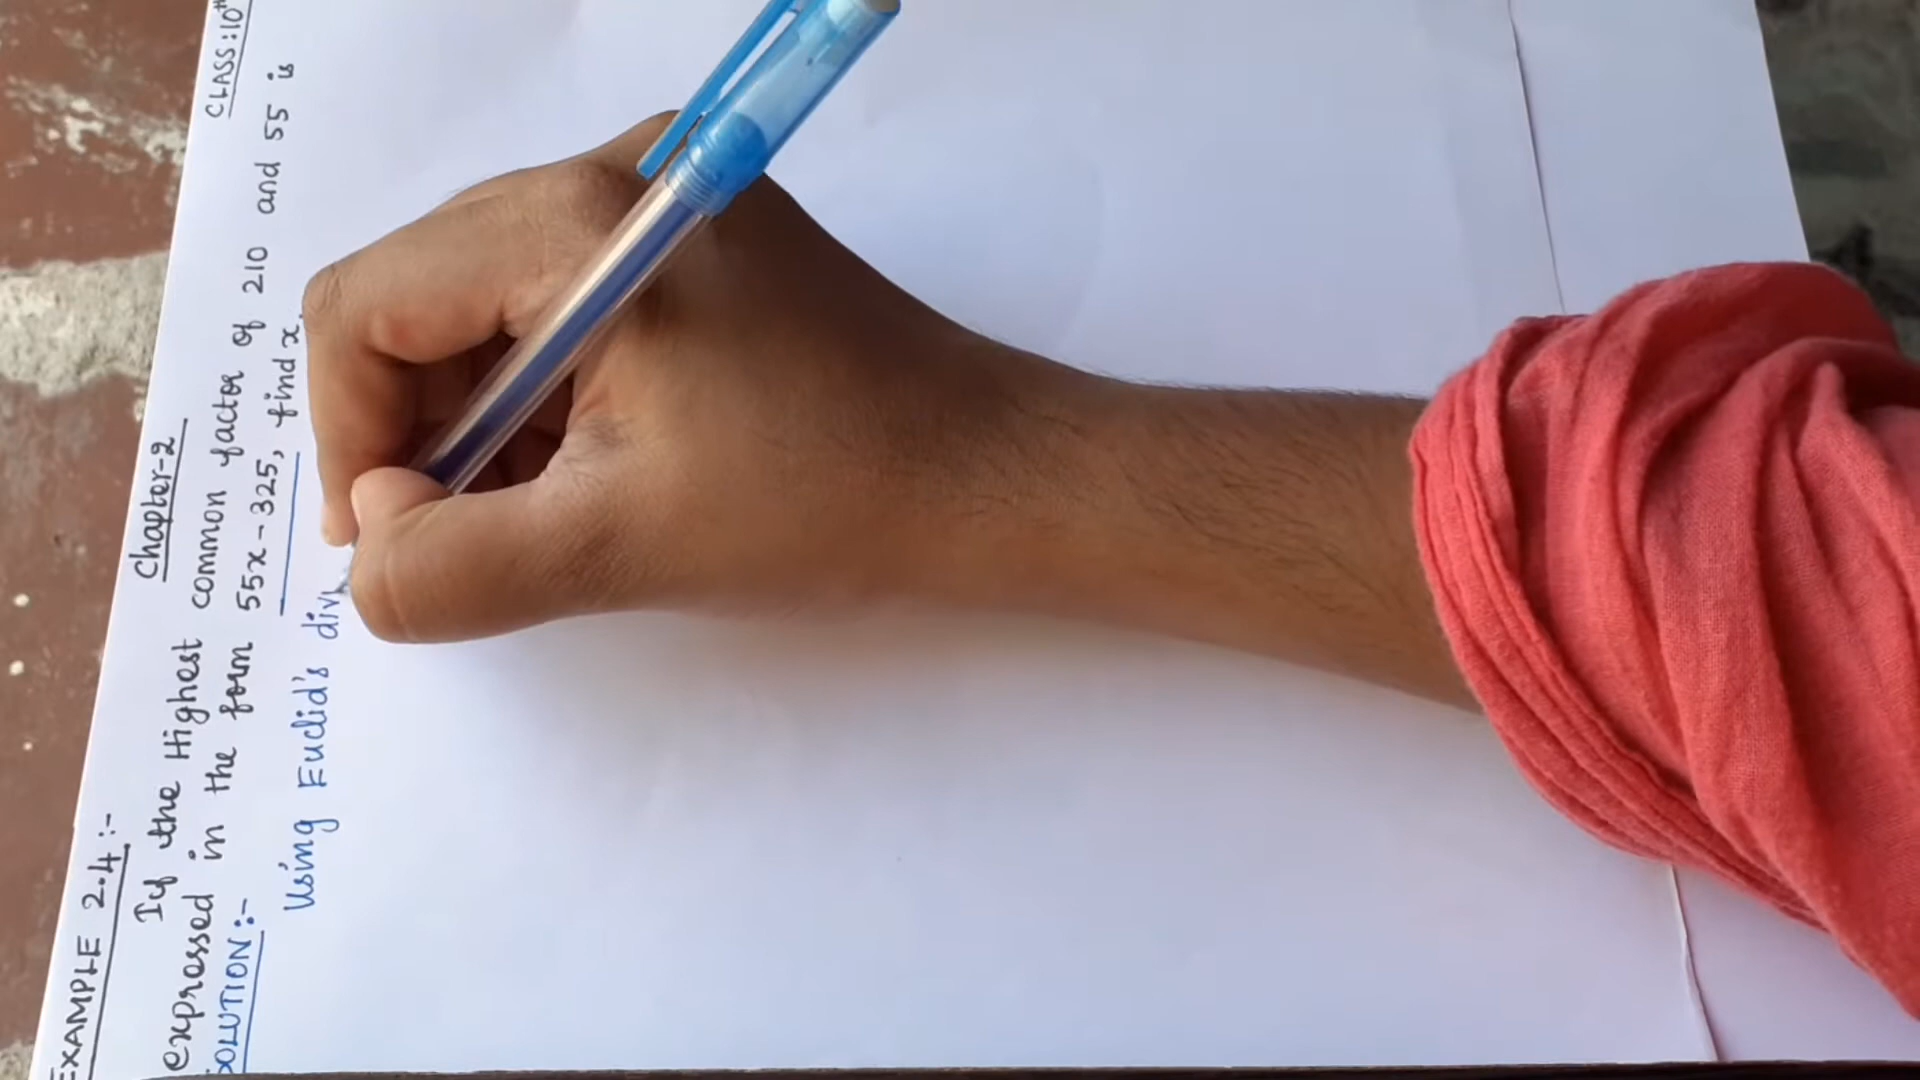 CLASS: 10th
Chapter-2
EXAMPLE 2.4:-
If the Highest common factor of 210 and 55 is
expressed in the form 55x-325, find x.
SOLUTION:-
Using Euclid's divi